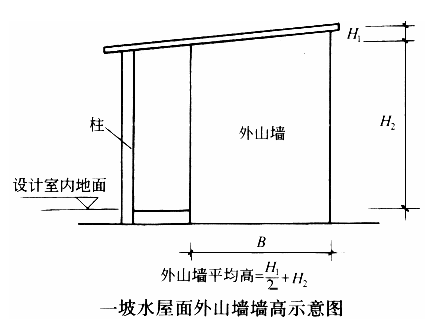 H₁
柱
外山墙
H₂
设计室内地面
B
外山墙平均高=H₁/2+H₂
一坡水屋面外山墙墙高示意图